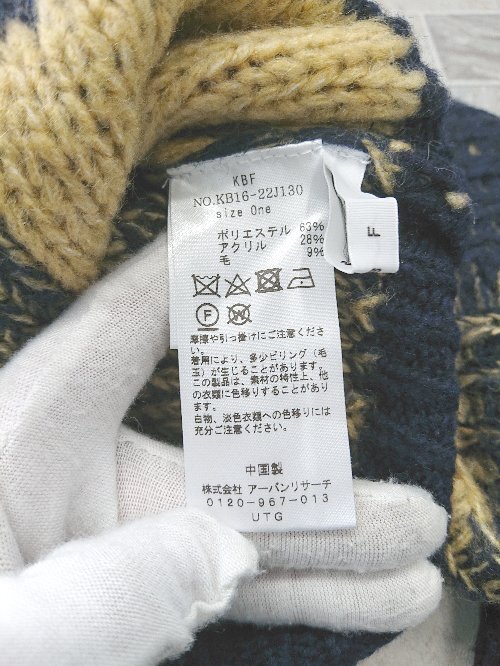 KBF
NO.KB16-22J130
size One
ポリエステル 63%
アクリル 28%
毛 9%
F
F
W
摩擦や引っ掛けにご注意くださ
い。
着用により、多少ピリング（毛
玉）が生じることがあります。
この製品は、素材の特性上、他
の衣類に色移りすることがあり
ます。
白物、淡色衣類への色移りには
充分ご注意ください。
中国製
株式会社 アーバンリサーチ
0120-967-013
UTG